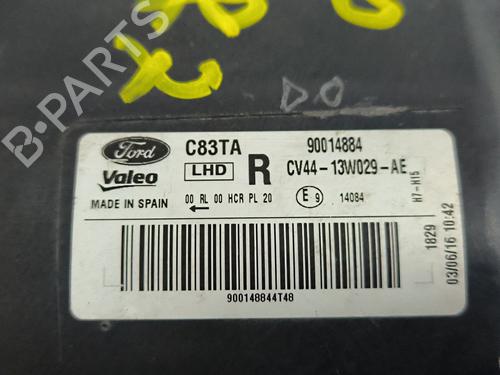 DO
Ford
C83TA
90014884
Valeo
LHD
R
CV44-13W029-AE
MADE IN SPAIN
00 RL 00 HCR PL 20
E 9
14084
H7-H15
1829
03/06/16 10:42
900148844T48
B-PARTS